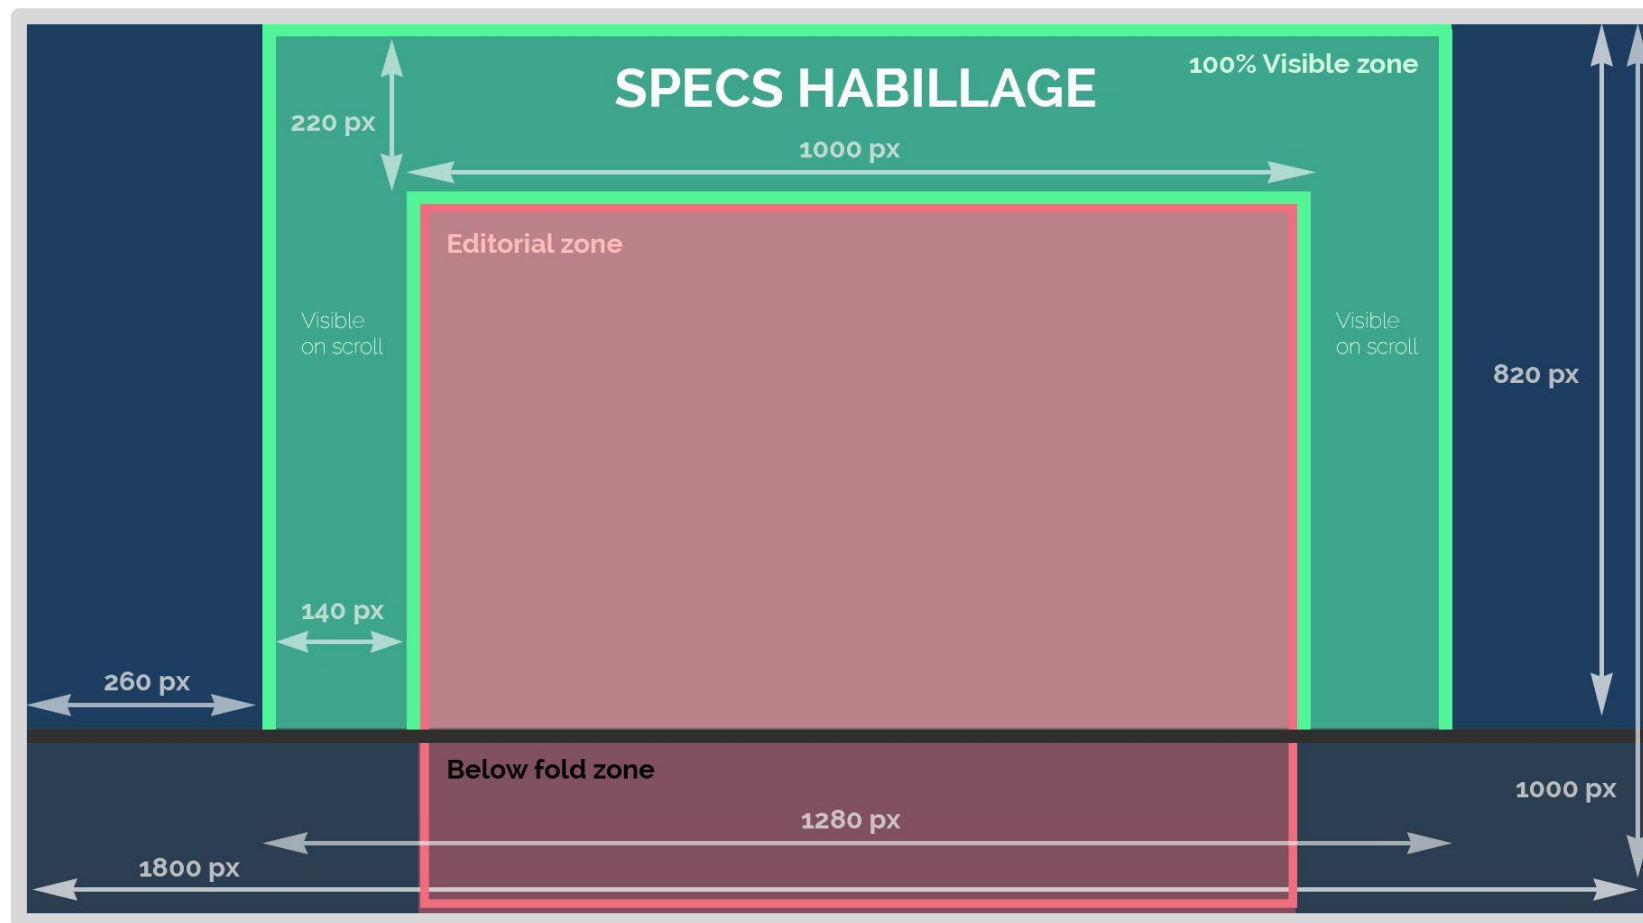 SPECS HABILLAGE
100% Visible zone
220 px
1000 px
Editorial zone
Visible
on scroll
Visible
on scroll
820 px
140 px
260 px
Below fold zone
1000 px
1280 px
1800 px